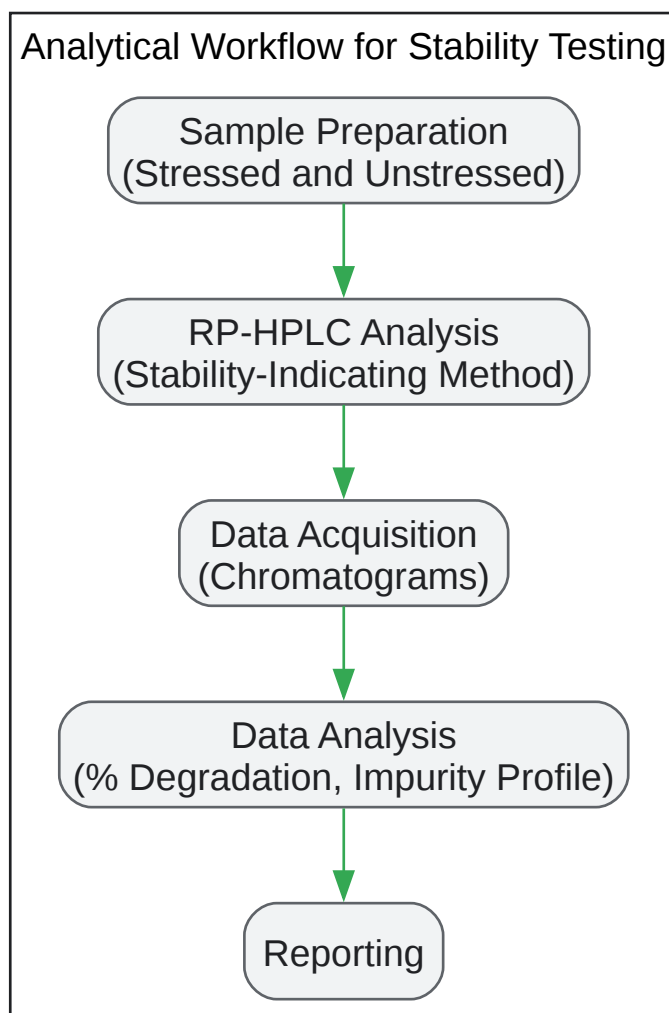 Analytical Workflow for Stability Testing
Sample Preparation
(Stressed and Unstressed)
RP-HPLC Analysis
(Stability-Indicating Method)
Data Acquisition
(Chromatograms)
Data Analysis
(% Degradation, Impurity Profile)
Reporting